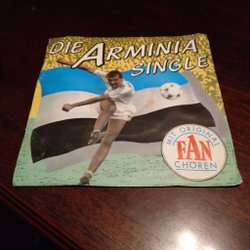 DIE ARMINIA
SINGLE
MIT ORIGINAL
FAN
CHÖREN